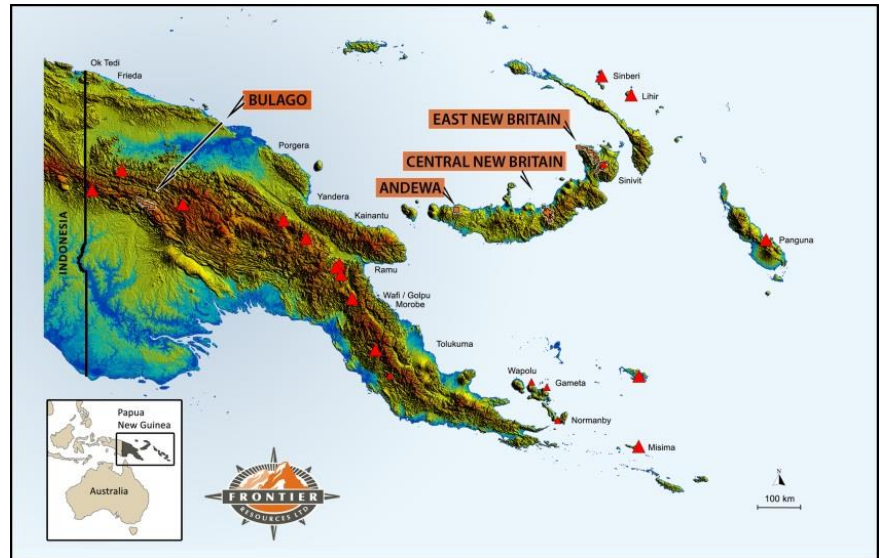 Ok Tedi
Frieda
BULAGO
Porgera
Yandera
Kainantu
Ramu
Wafi / Golpu
Morobe
Tolukuma
INDONESIA
Sinberi
Lihir
EAST NEW BRITAIN
CENTRAL NEW BRITAIN
ANDEWA
Sinivit
Panguna
Wapolu
Gameta
Normanby
Misima
Papua
New Guinea
Australia
FRONTIER
RESOURCES LTD
N
100 km